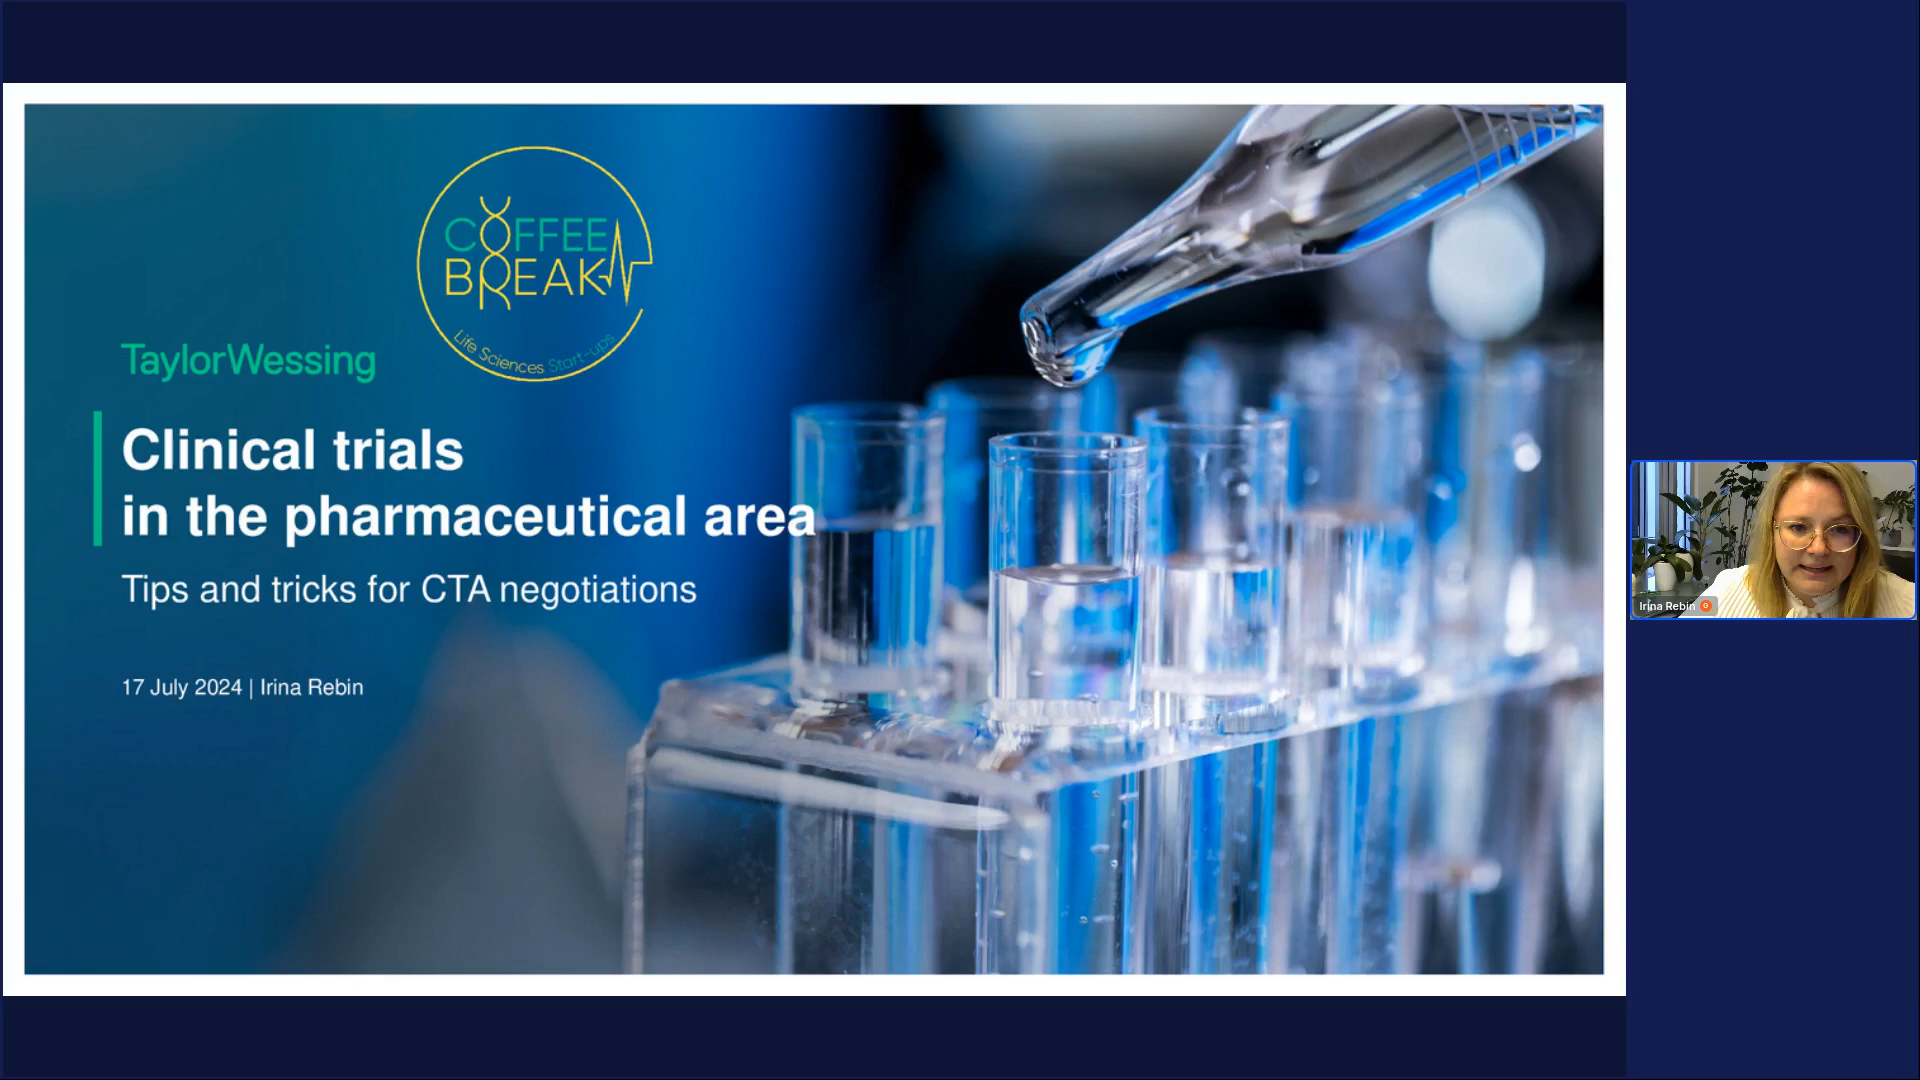 COFFEE
BREAK
Life Sciences Start-ups
TaylorWessing
Clinical trials
in the pharmaceutical area
Tips and tricks for CTA negotiations
17 July 2024 | Irina Rebin
Irina Rebin